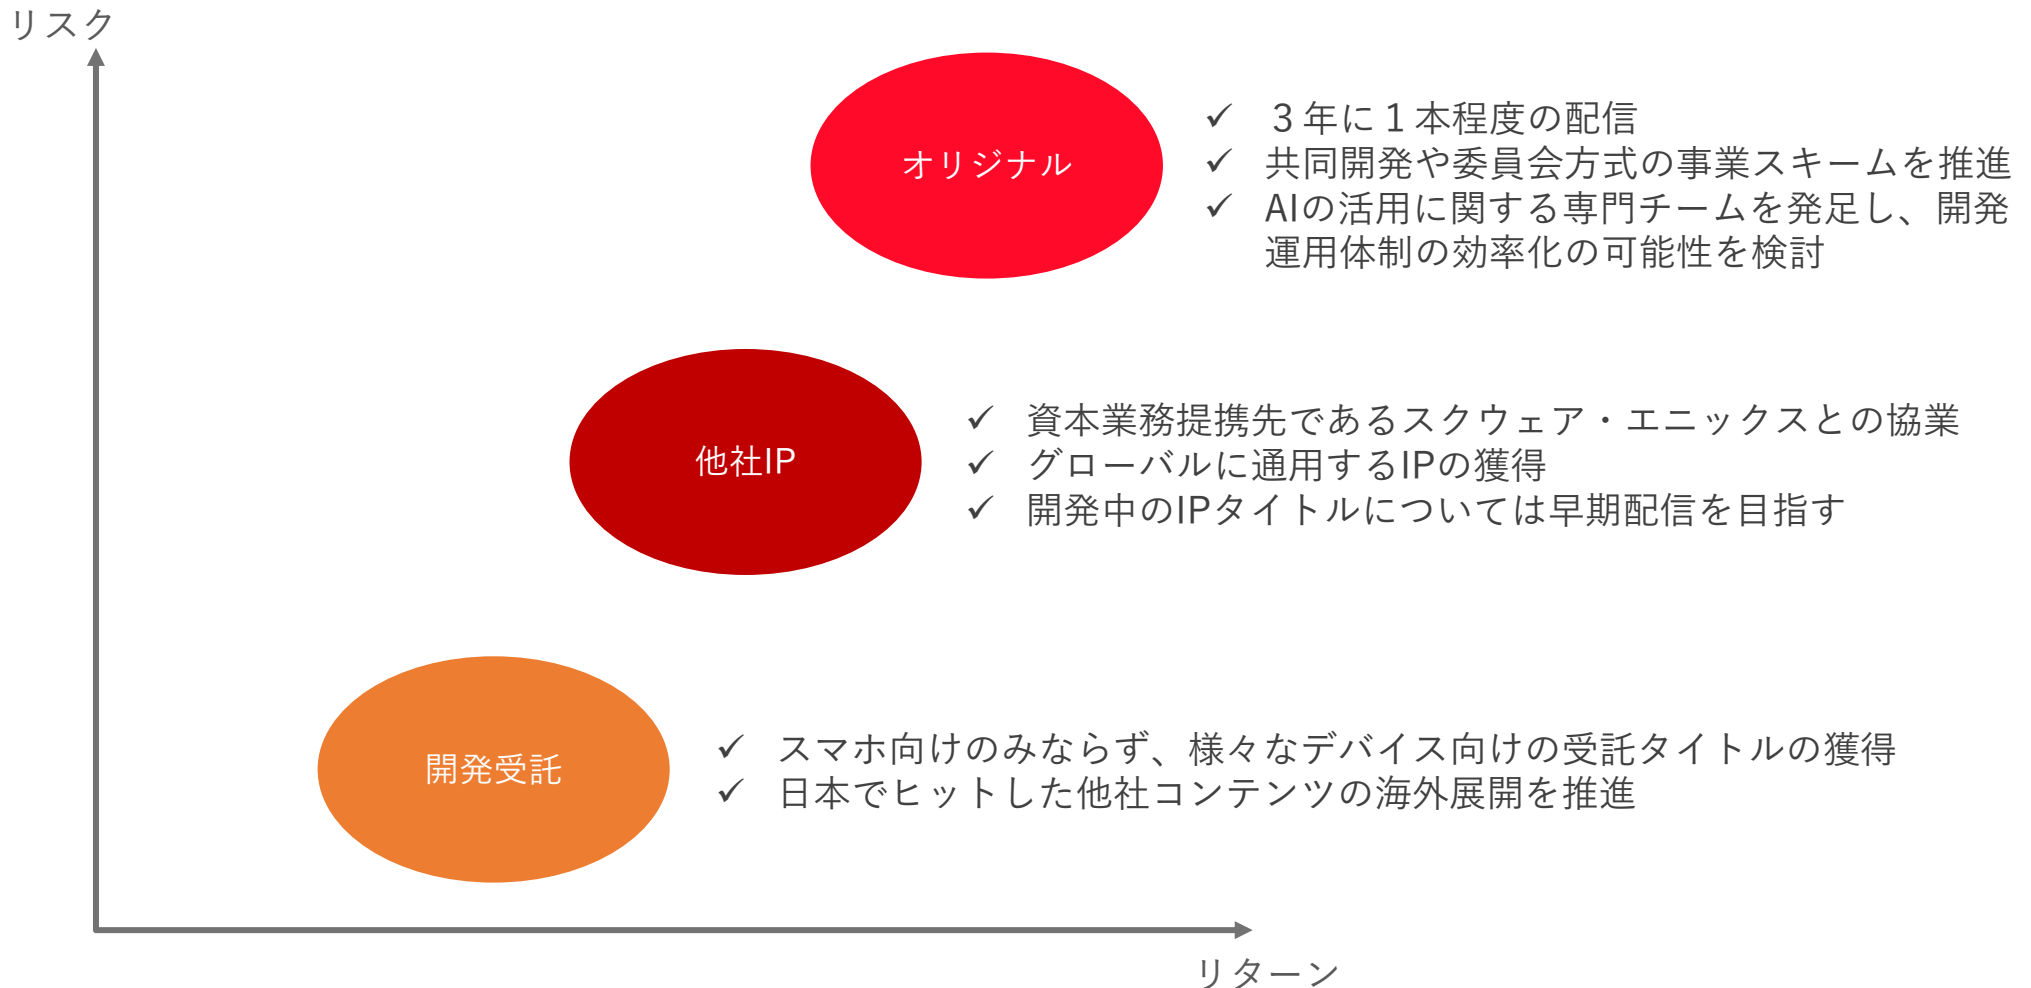 リスク
オリジナル
✓ ３年に１本程度の配信
✓ 共同開発や委員会方式の事業スキームを推進
✓ AIの活用に関する専門チームを発足し、開発
運用体制の効率化の可能性を検討
他社IP
✓ 資本業務提携先であるスクウェア・エニックスとの協業
✓ グローバルに通用するIPの獲得
✓ 開発中のIPタイトルについては早期配信を目指す
開発受託
✓ スマホ向けのみならず、様々なデバイス向けの受託タイトルの獲得
✓ 日本でヒットした他社コンテンツの海外展開を推進
リターン